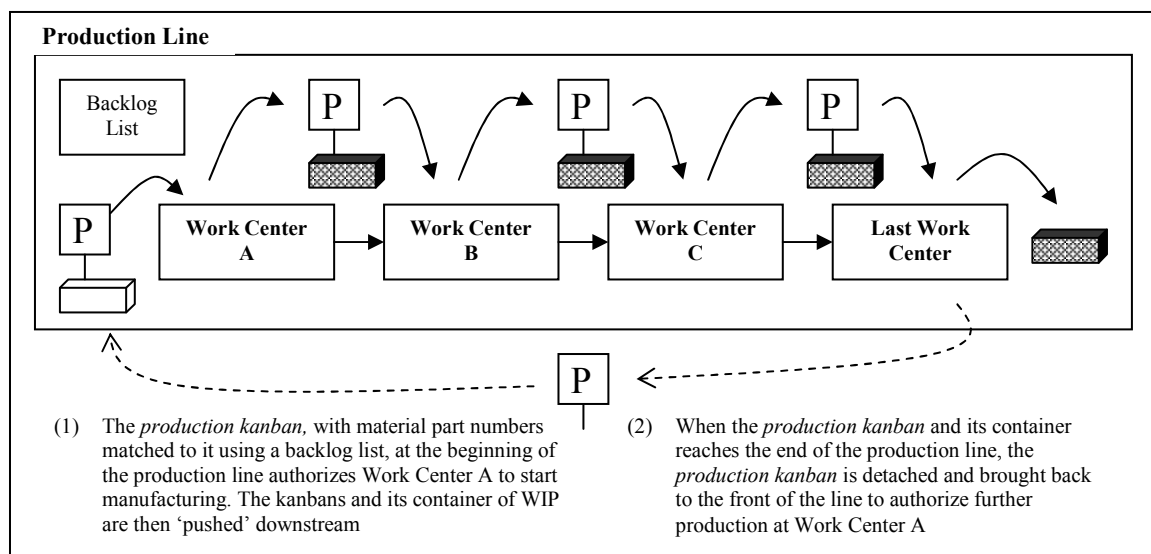 Production Line
Backlog
List
P
P
P
P
Work Center
A
Work Center
B
Work Center
C
Last Work
Center
P
(1) The production kanban, with material part numbers
matched to it using a backlog list, at the beginning of
the production line authorizes Work Center A to start
manufacturing. The kanbans and its container of WIP
are then ‘pushed’ downstream
(2) When the production kanban and its container
reaches the end of the production line, the
production kanban is detached and brought back
to the front of the line to authorize further
production at Work Center A